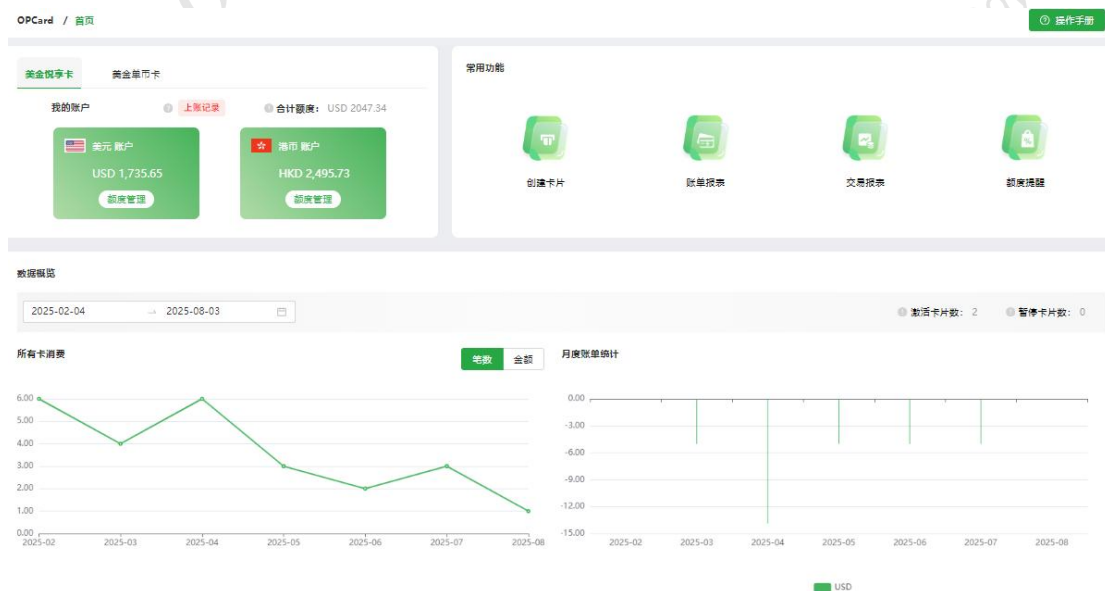 OPCard / 首页
操作手册
美金悦享卡 美金单币卡
我的账户 上账记录 合计额度: USD 2047.34
美元 账户
USD 1,735.65
额度管理
港币 账户
HKD 2,495.73
额度管理
常用功能
创建卡片 账单报表 交易报表 额度提醒
数据概览
2025-02-04 → 2025-08-03
激活卡片数: 2 暂停卡片数: 0
所有卡消费
笔数 金额
6.00
5.00
4.00
3.00
2.00
1.00
0.00
2025-02 2025-03 2025-04 2025-05 2025-06 2025-07 2025-08
月度账单统计
0.00
-3.00
-6.00
-9.00
-12.00
-15.00
2025-02 2025-03 2025-04 2025-05 2025-06 2025-07 2025-08
USD